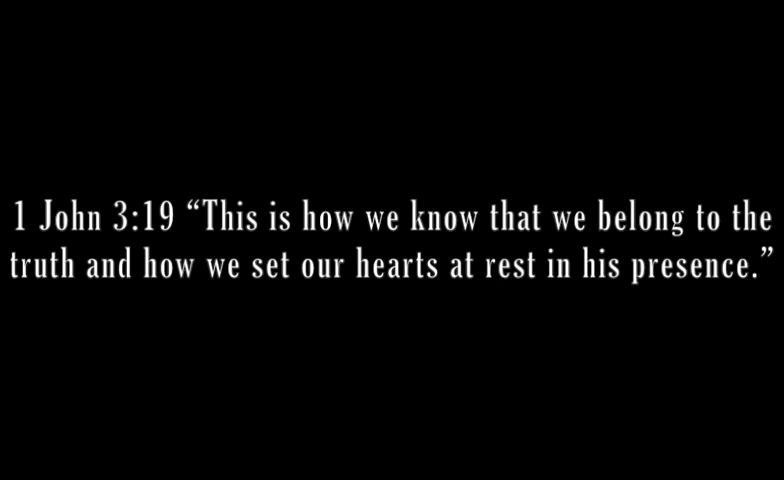 1 John 3:19 “This is how we know that we belong to the
truth and how we set our hearts at rest in his presence.”